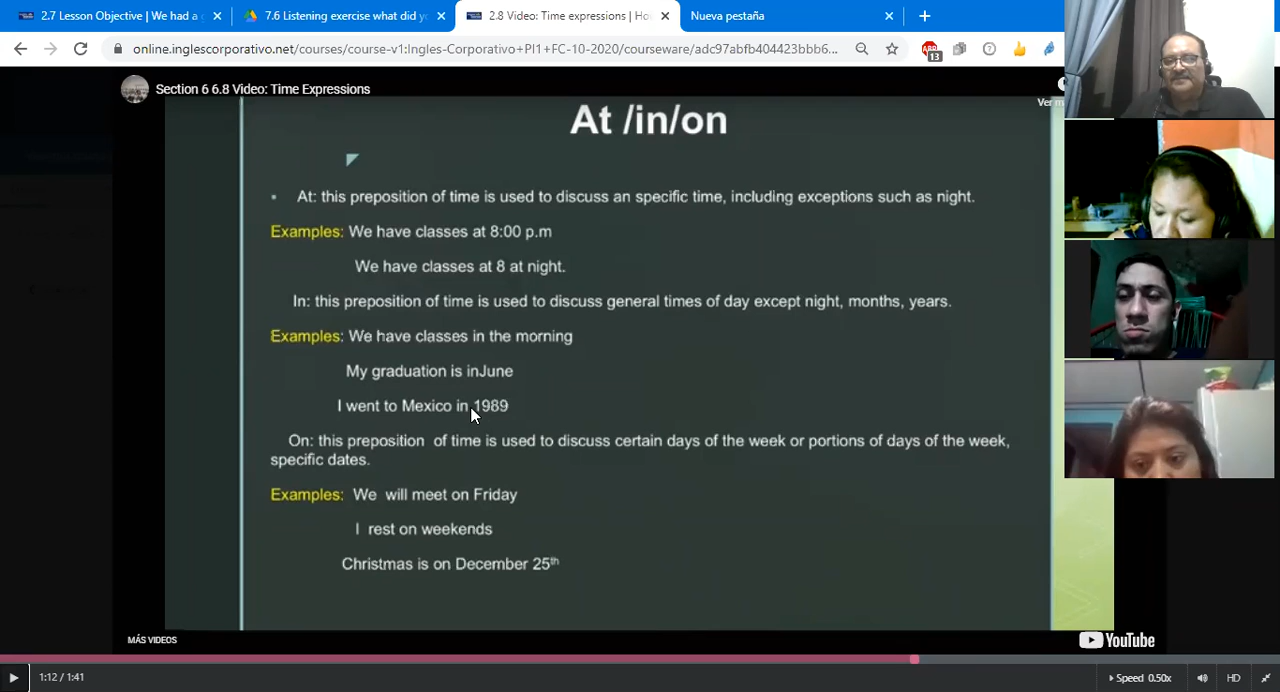 2.7 Lesson Objective | We had a g
7.6 Listening exercise what did yo
2.8 Video: Time expressions | Ho
Nueva pestaña
online.inglescorporativo.net/courses/course-v1:Ingles-Corporativo+PI1+FC-10-2020/courseware/adc97abfb404423bbb6...
ABP
13
Section 6 6.8 Video: Time Expressions
Ver m
At /in/on
At: this preposition of time is used to discuss an specific time, including exceptions such as night.
Examples: We have classes at 8:00 p.m
We have classes at 8 at night.
In: this preposition of time is used to discuss general times of day except night, months, years.
Examples: We have classes in the morning
My graduation is inJune
I went to Mexico in 1989
On: this preposition of time is used to discuss certain days of the week or portions of days of the week,
specific dates.
Examples: We will meet on Friday
I rest on weekends
Christmas is on December 25th
MÁS VIDEOS
YouTube
1:12 / 1:41
Speed 0.50x
HD